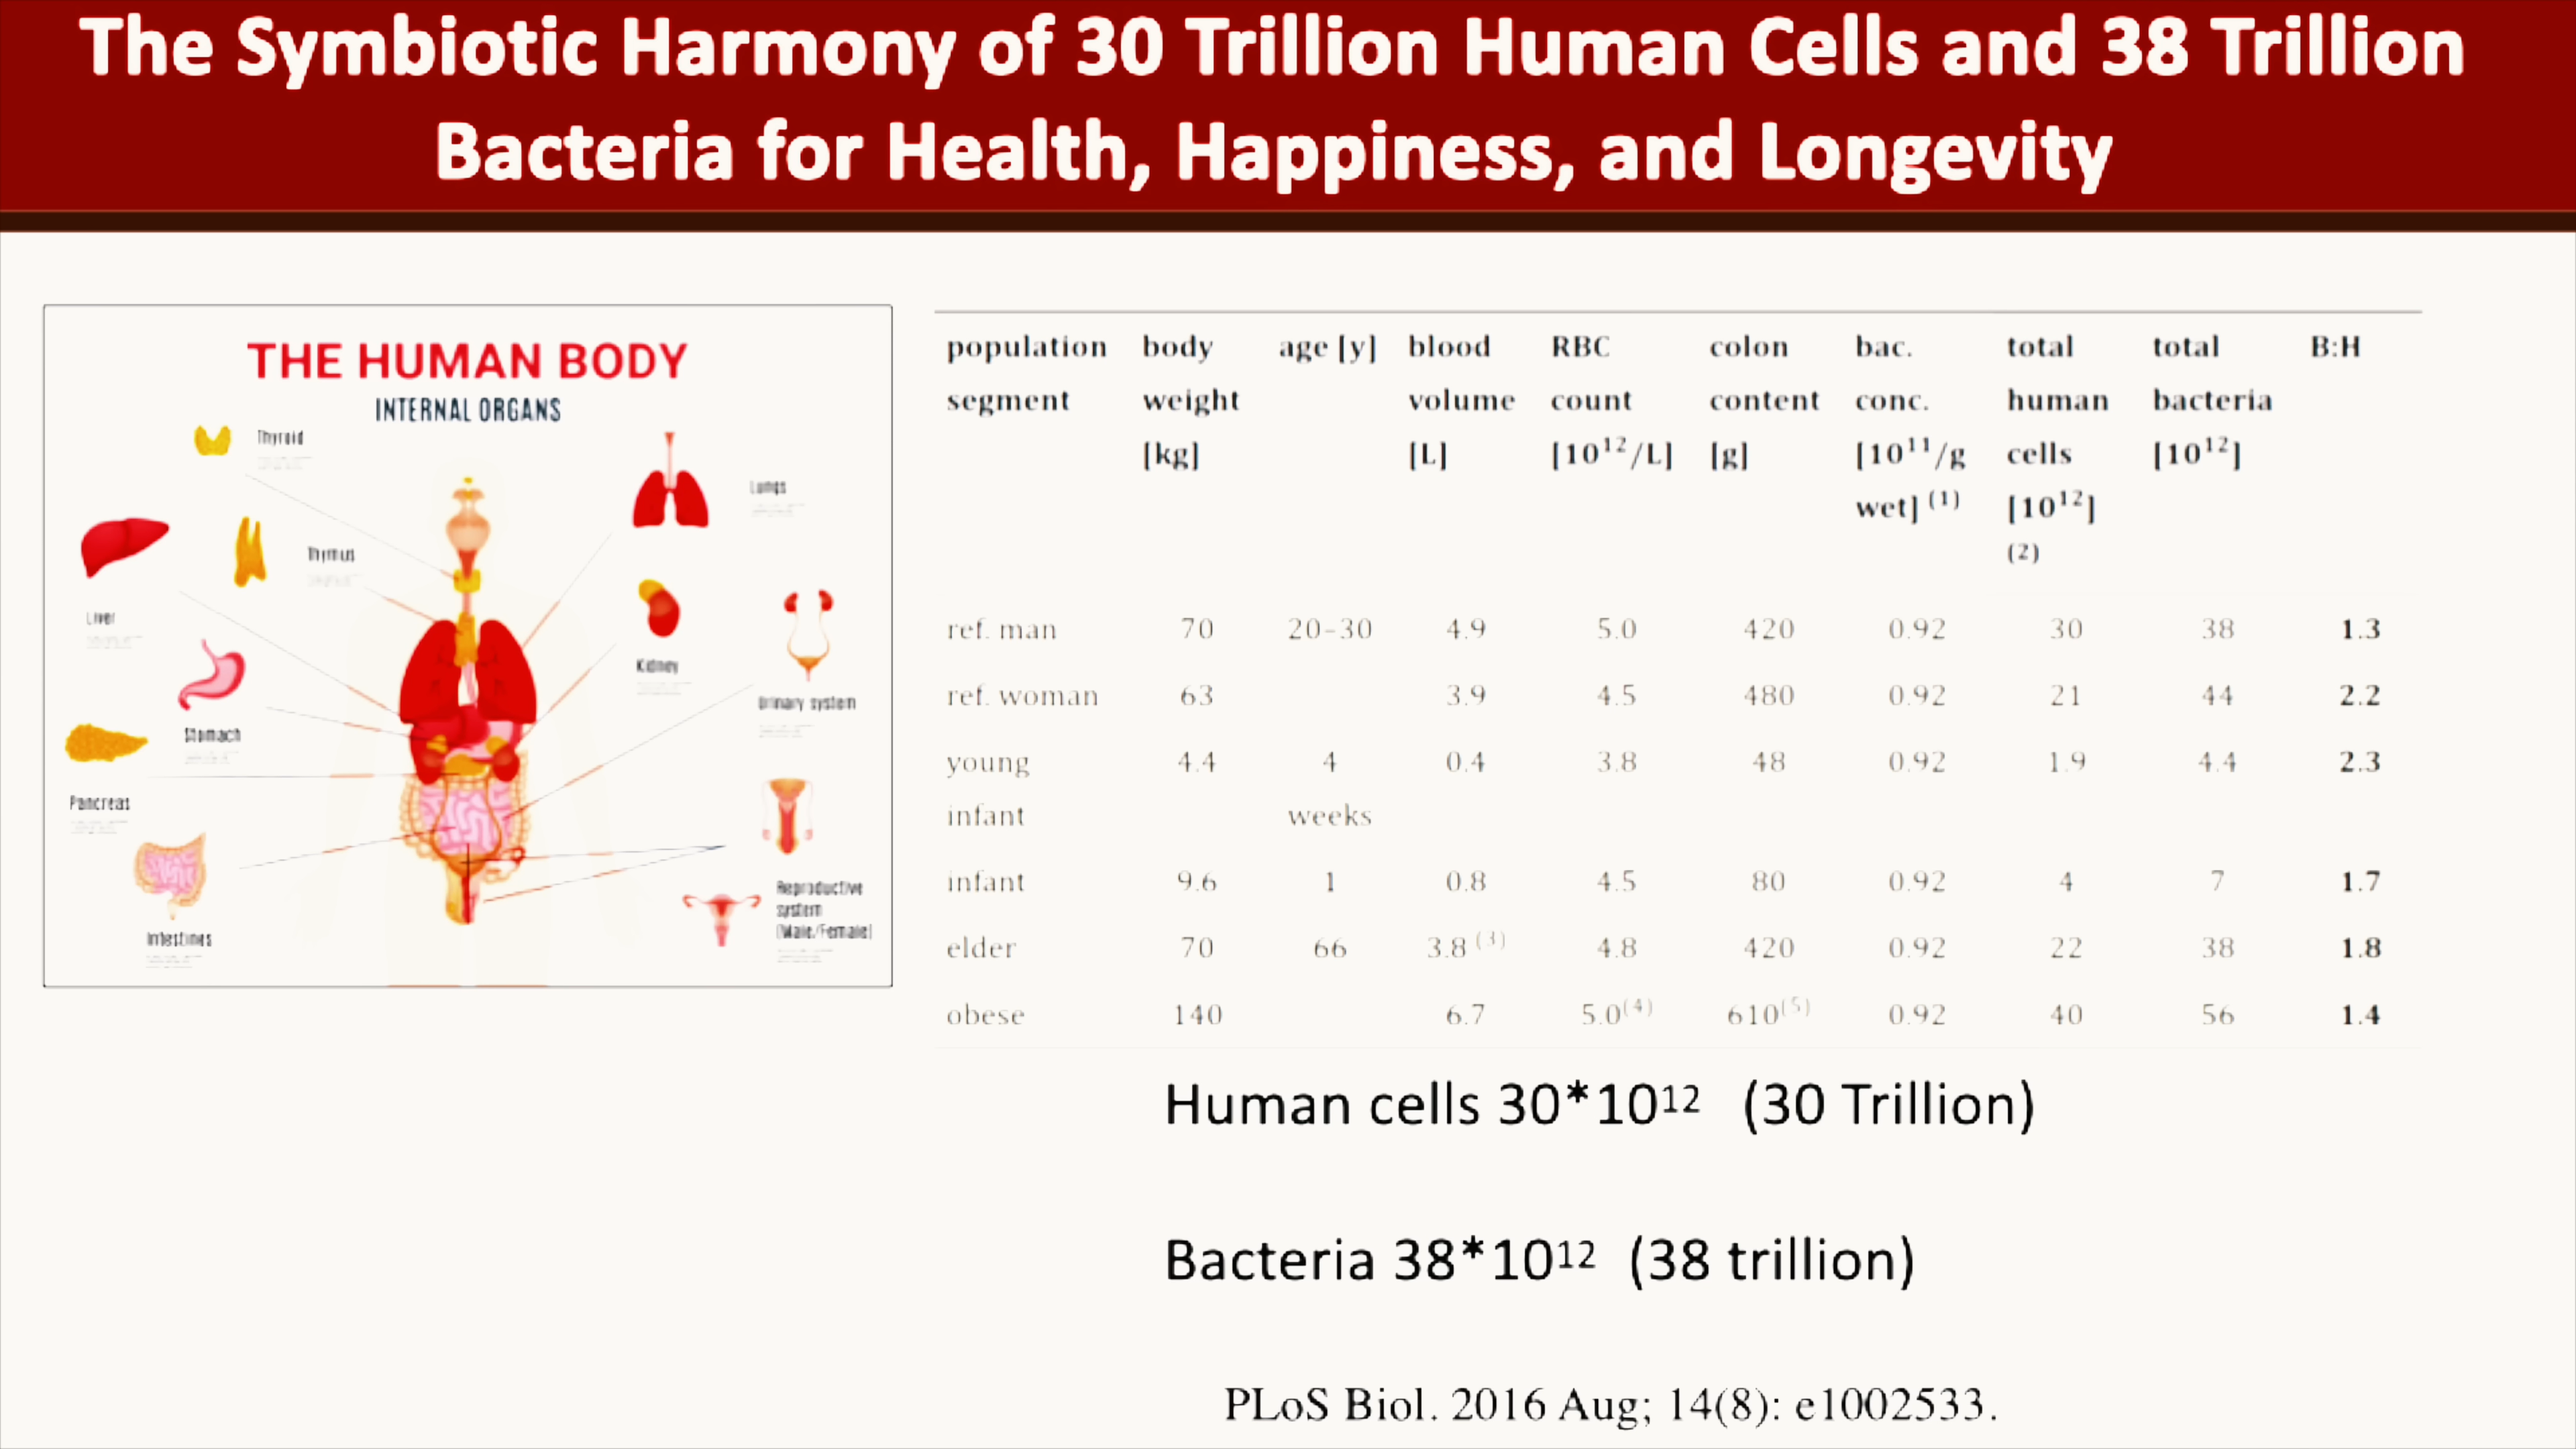 The Symbiotic Harmony of 30 Trillion Human Cells and 38 Trillion
Bacteria for Health, Happiness, and Longevity
THE HUMAN BODY
INTERNAL ORGANS
Thyroid
Lungs
Thymus
Liver
Kidney
Urinary system
Stomach
Pancreas
Reproductive
system
(Male/Female)
Intestines
population body age [y] blood RBC colon bac. total total B:H
segment weight volume count content conc. human bacteria
[kg] [L] [10¹²/L] [g] [10¹¹/g cells [10¹²]
wet] (1) [10¹²]
(2)
ref. man 70 20-30 4.9 5.0 420 0.92 30 38 1.3
ref. woman 63 3.9 4.5 480 0.92 21 44 2.2
young 4.4 4 0.4 3.8 48 0.92 1.9 4.4 2.3
infant weeks
infant 9.6 1 0.8 4.5 80 0.92 4 7 1.7
elder 70 66 3.8 (3) 4.8 420 0.92 22 38 1.8
obese 140 6.7 5.0(4) 610(5) 0.92 40 56 1.4
Human cells 30*10¹² (30 Trillion)
Bacteria 38*10¹² (38 trillion)
PLoS Biol. 2016 Aug; 14(8): e1002533.